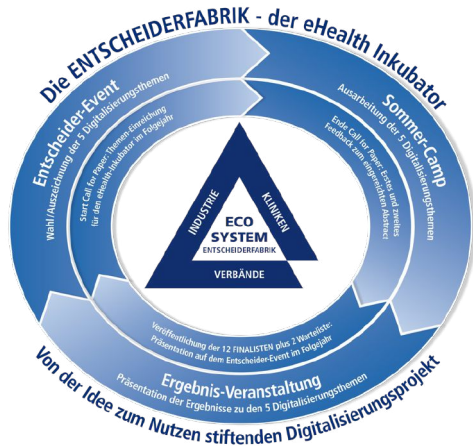 Die ENTSCHEIDERFABRIK - der eHealth Inkubator
Entscheider-Event
Wahl/Auszeichnung der 5 Digitalisierungsthemen
Start Call for Paper: Themen-Einreichung
für den eHealth-Inkubator im Folgejahr
Sommer-Camp
Ausarbeitung der 5 Digitalisierungsthemen
Ende Call for Paper: Erstes und zweites
Feedback zum eingereichten Abstract
INDUSTRIE
KLINIKEN
ECO
SYSTEM
ENTSCHEIDERFABRIK
VERBÄNDE
Veröffentlichung der 12 FINALISTEN plus 2 Warteliste:
Präsentation auf dem Entscheider-Event im Folgejahr
Ergebnis-Veranstaltung
Präsentation der Ergebnisse zu den 5 Digitalisierungsthemen
Von der Idee zum Nutzen stiftenden Digitalisierungsprojekt